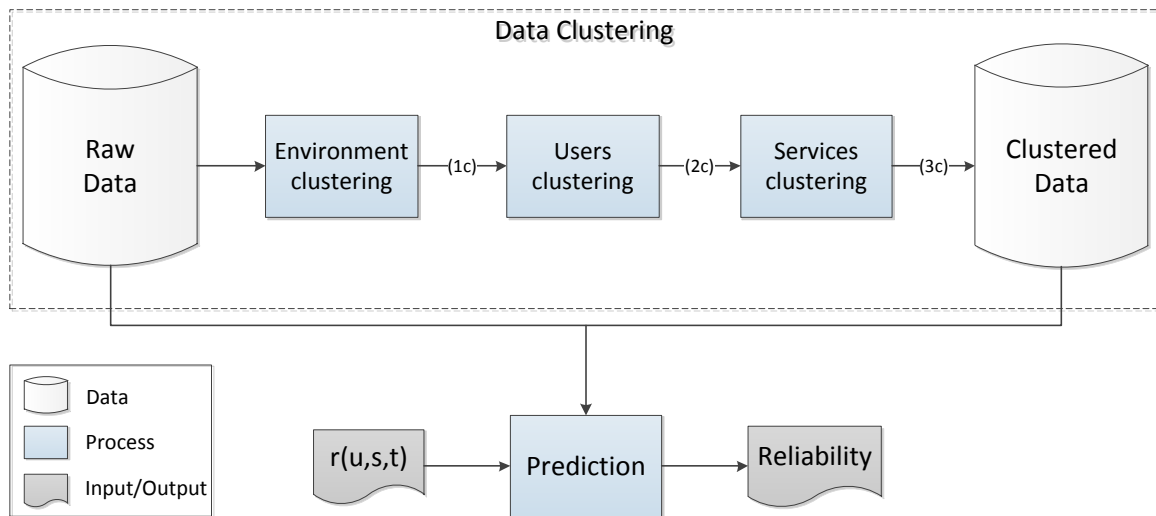 Data Clustering
Raw
Data
Environment
clustering
(1c)
Users
clustering
(2c)
Services
clustering
(3c)
Clustered
Data
Data
Process
Input/Output
r(u,s,t)
Prediction
Reliability